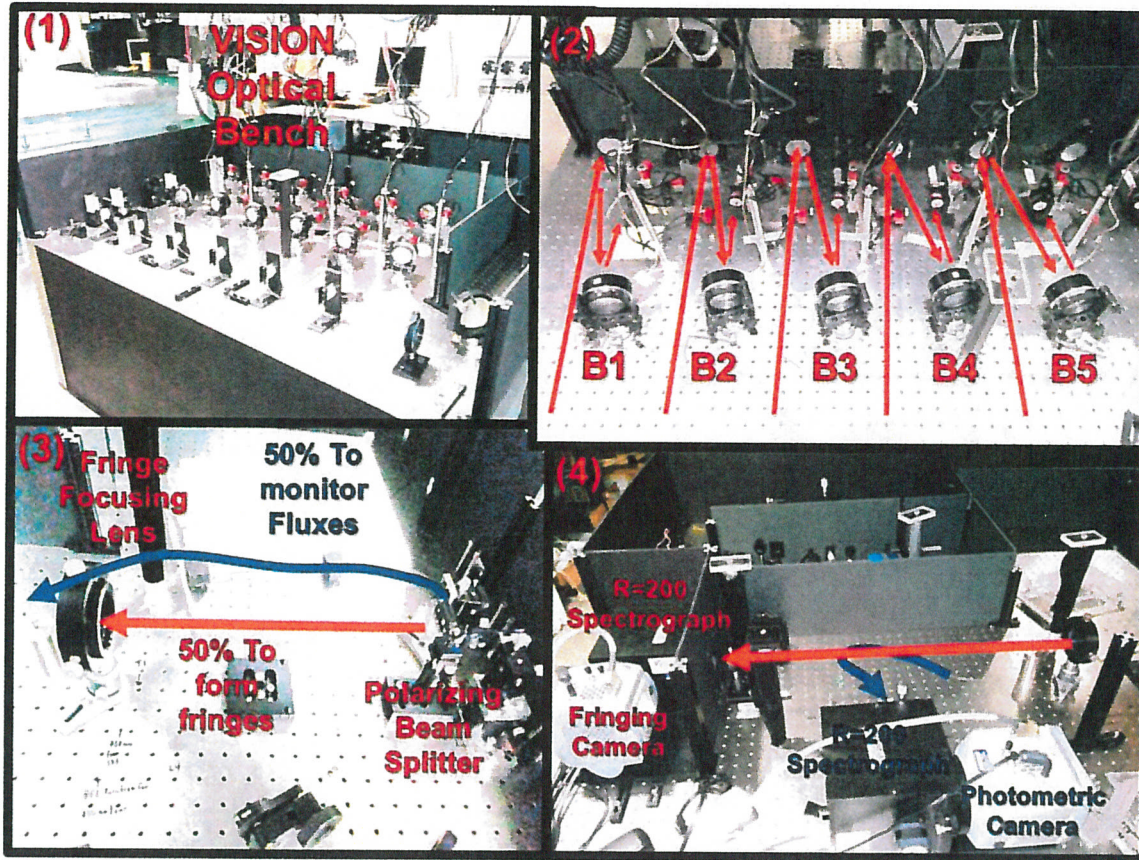 (1)
VISION
Optical
Bench
(2)
B1
B2
B3
B4
B5
(3)
Fringe
Focusing
Lens
50% To
monitor
Fluxes
50% To
form
fringes
Polarizing
Beam
Splitter
(4)
R=200
Spectrograph
Fringing
Camera
R=200
Spectrograph
Photometric
Camera